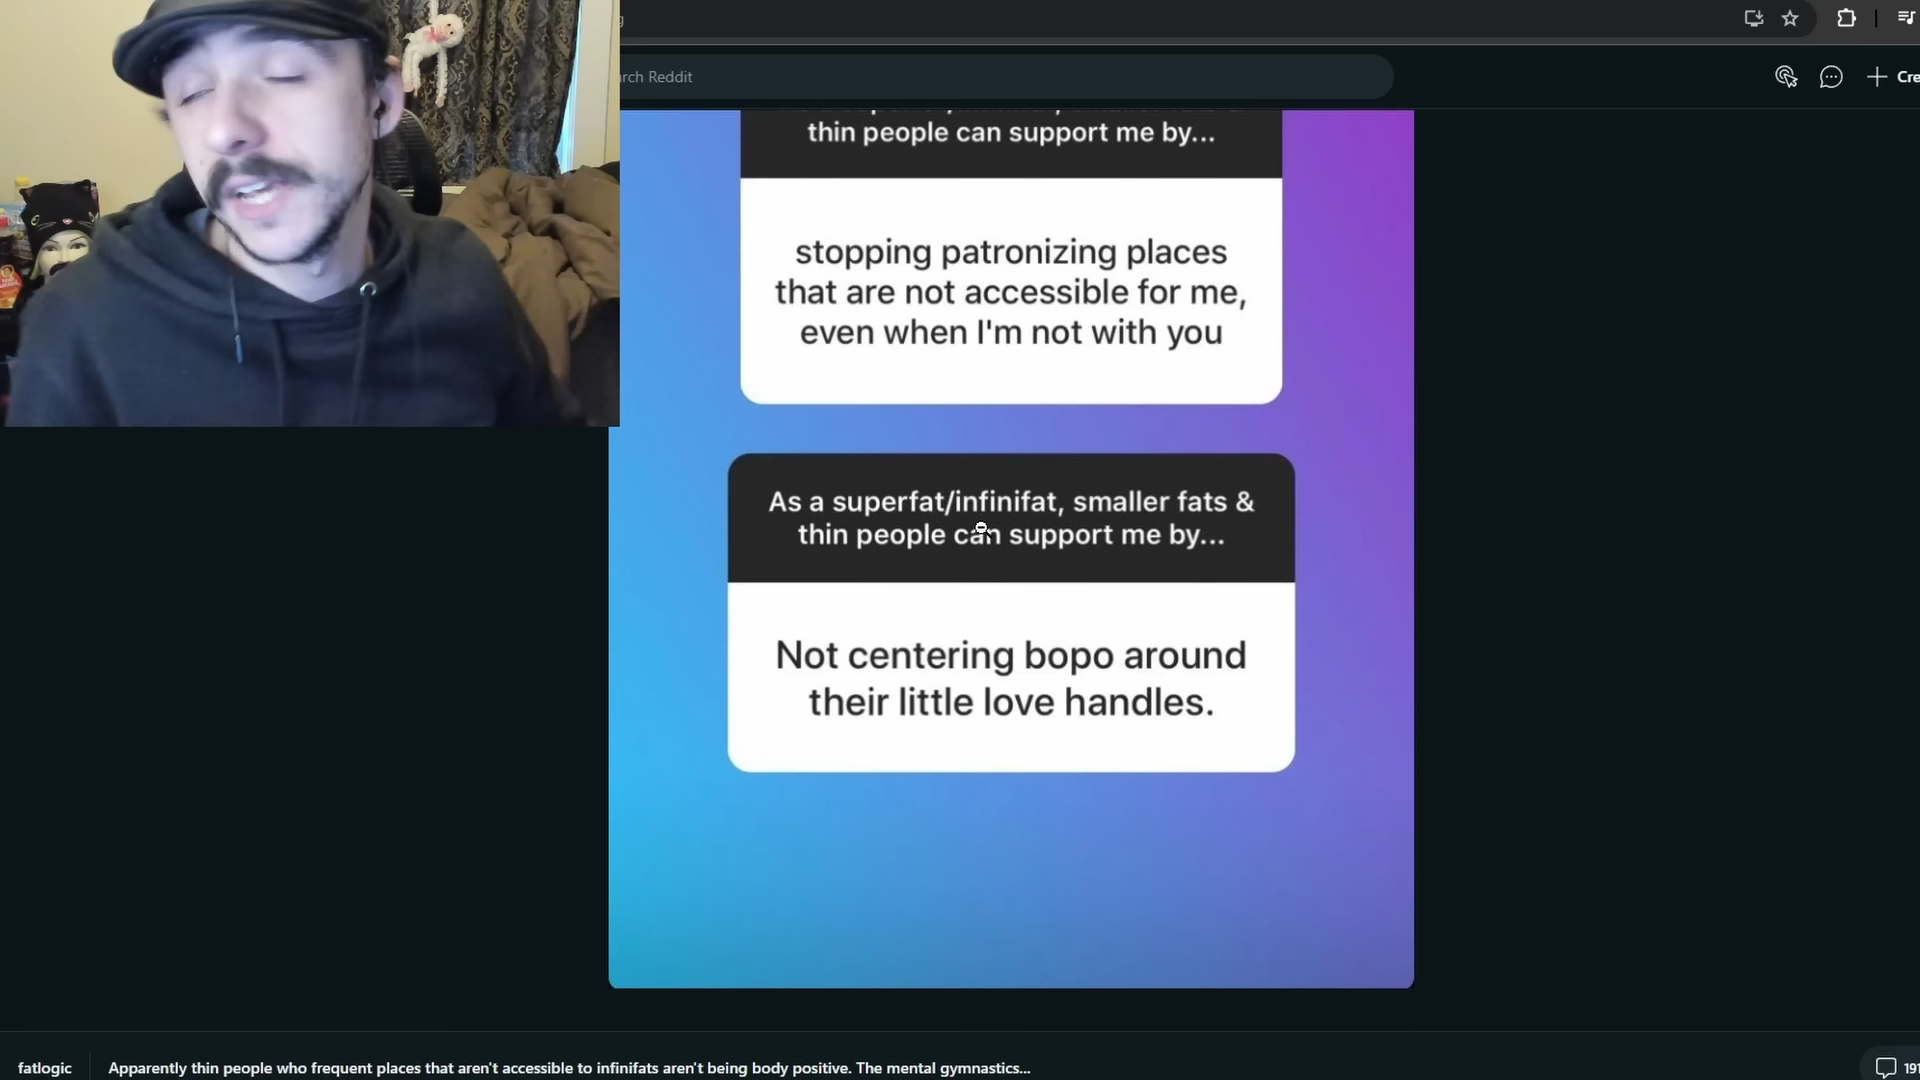 rch Reddit
Cre
thin people can support me by...
stopping patronizing places
that are not accessible for me,
even when I'm not with you
As a superfat/infinifat, smaller fats &
thin people can support me by...
Not centering bopo around
their little love handles.
fatlogic
Apparently thin people who frequent places that aren't accessible to infinifats aren't being body positive. The mental gymnastics...
191